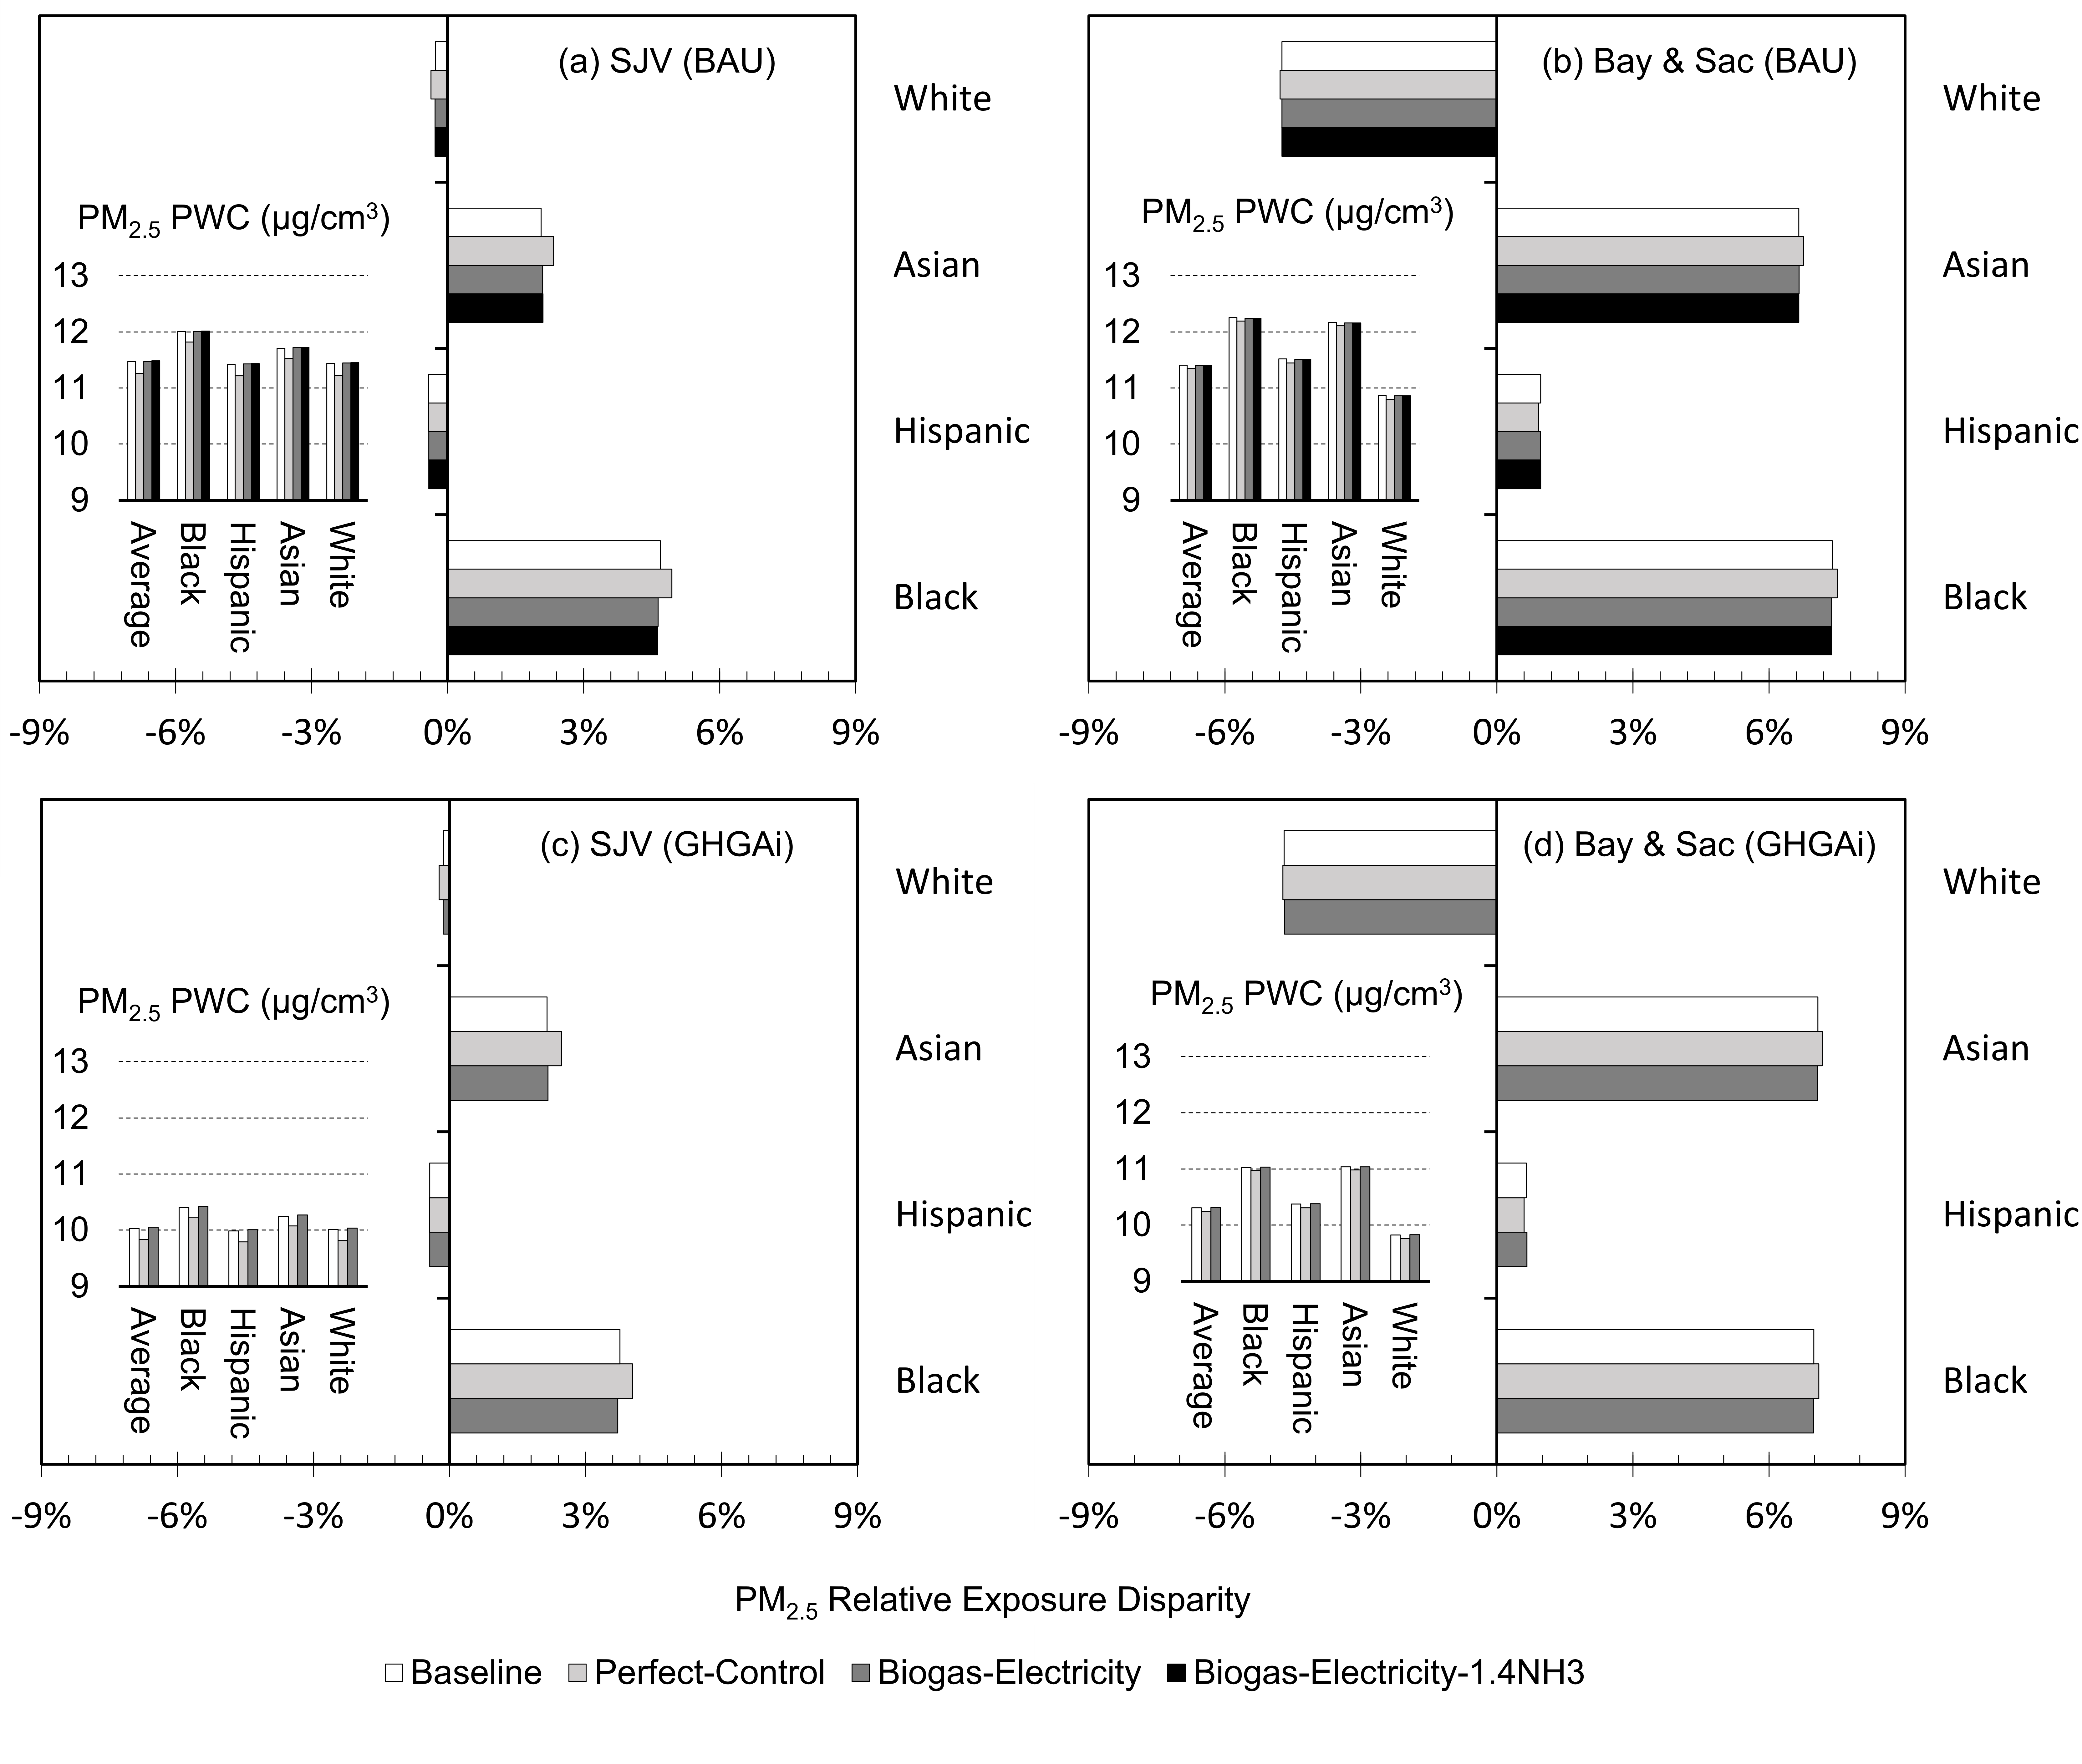 (a) SJV (BAU)
White
Asian
Hispanic
Black
PM2.5 PWC (µg/cm3)
13
12
11
10
9
Average
Black
Hispanic
Asian
White
-9%
-6%
-3%
0%
3%
6%
9%
(b) Bay & Sac (BAU)
White
Asian
Hispanic
Black
PM2.5 PWC (µg/cm3)
13
12
11
10
9
Average
Black
Hispanic
Asian
White
-9%
-6%
-3%
0%
3%
6%
9%
(c) SJV (GHGAi)
White
Asian
Hispanic
Black
PM2.5 PWC (µg/cm3)
13
12
11
10
9
Average
Black
Hispanic
Asian
White
-9%
-6%
-3%
0%
3%
6%
9%
(d) Bay & Sac (GHGAi)
White
Asian
Hispanic
Black
PM2.5 PWC (µg/cm3)
13
12
11
10
9
Average
Black
Hispanic
Asian
White
-9%
-6%
-3%
0%
3%
6%
9%
PM2.5 Relative Exposure Disparity
Baseline
Perfect-Control
Biogas-Electricity
Biogas-Electricity-1.4NH3